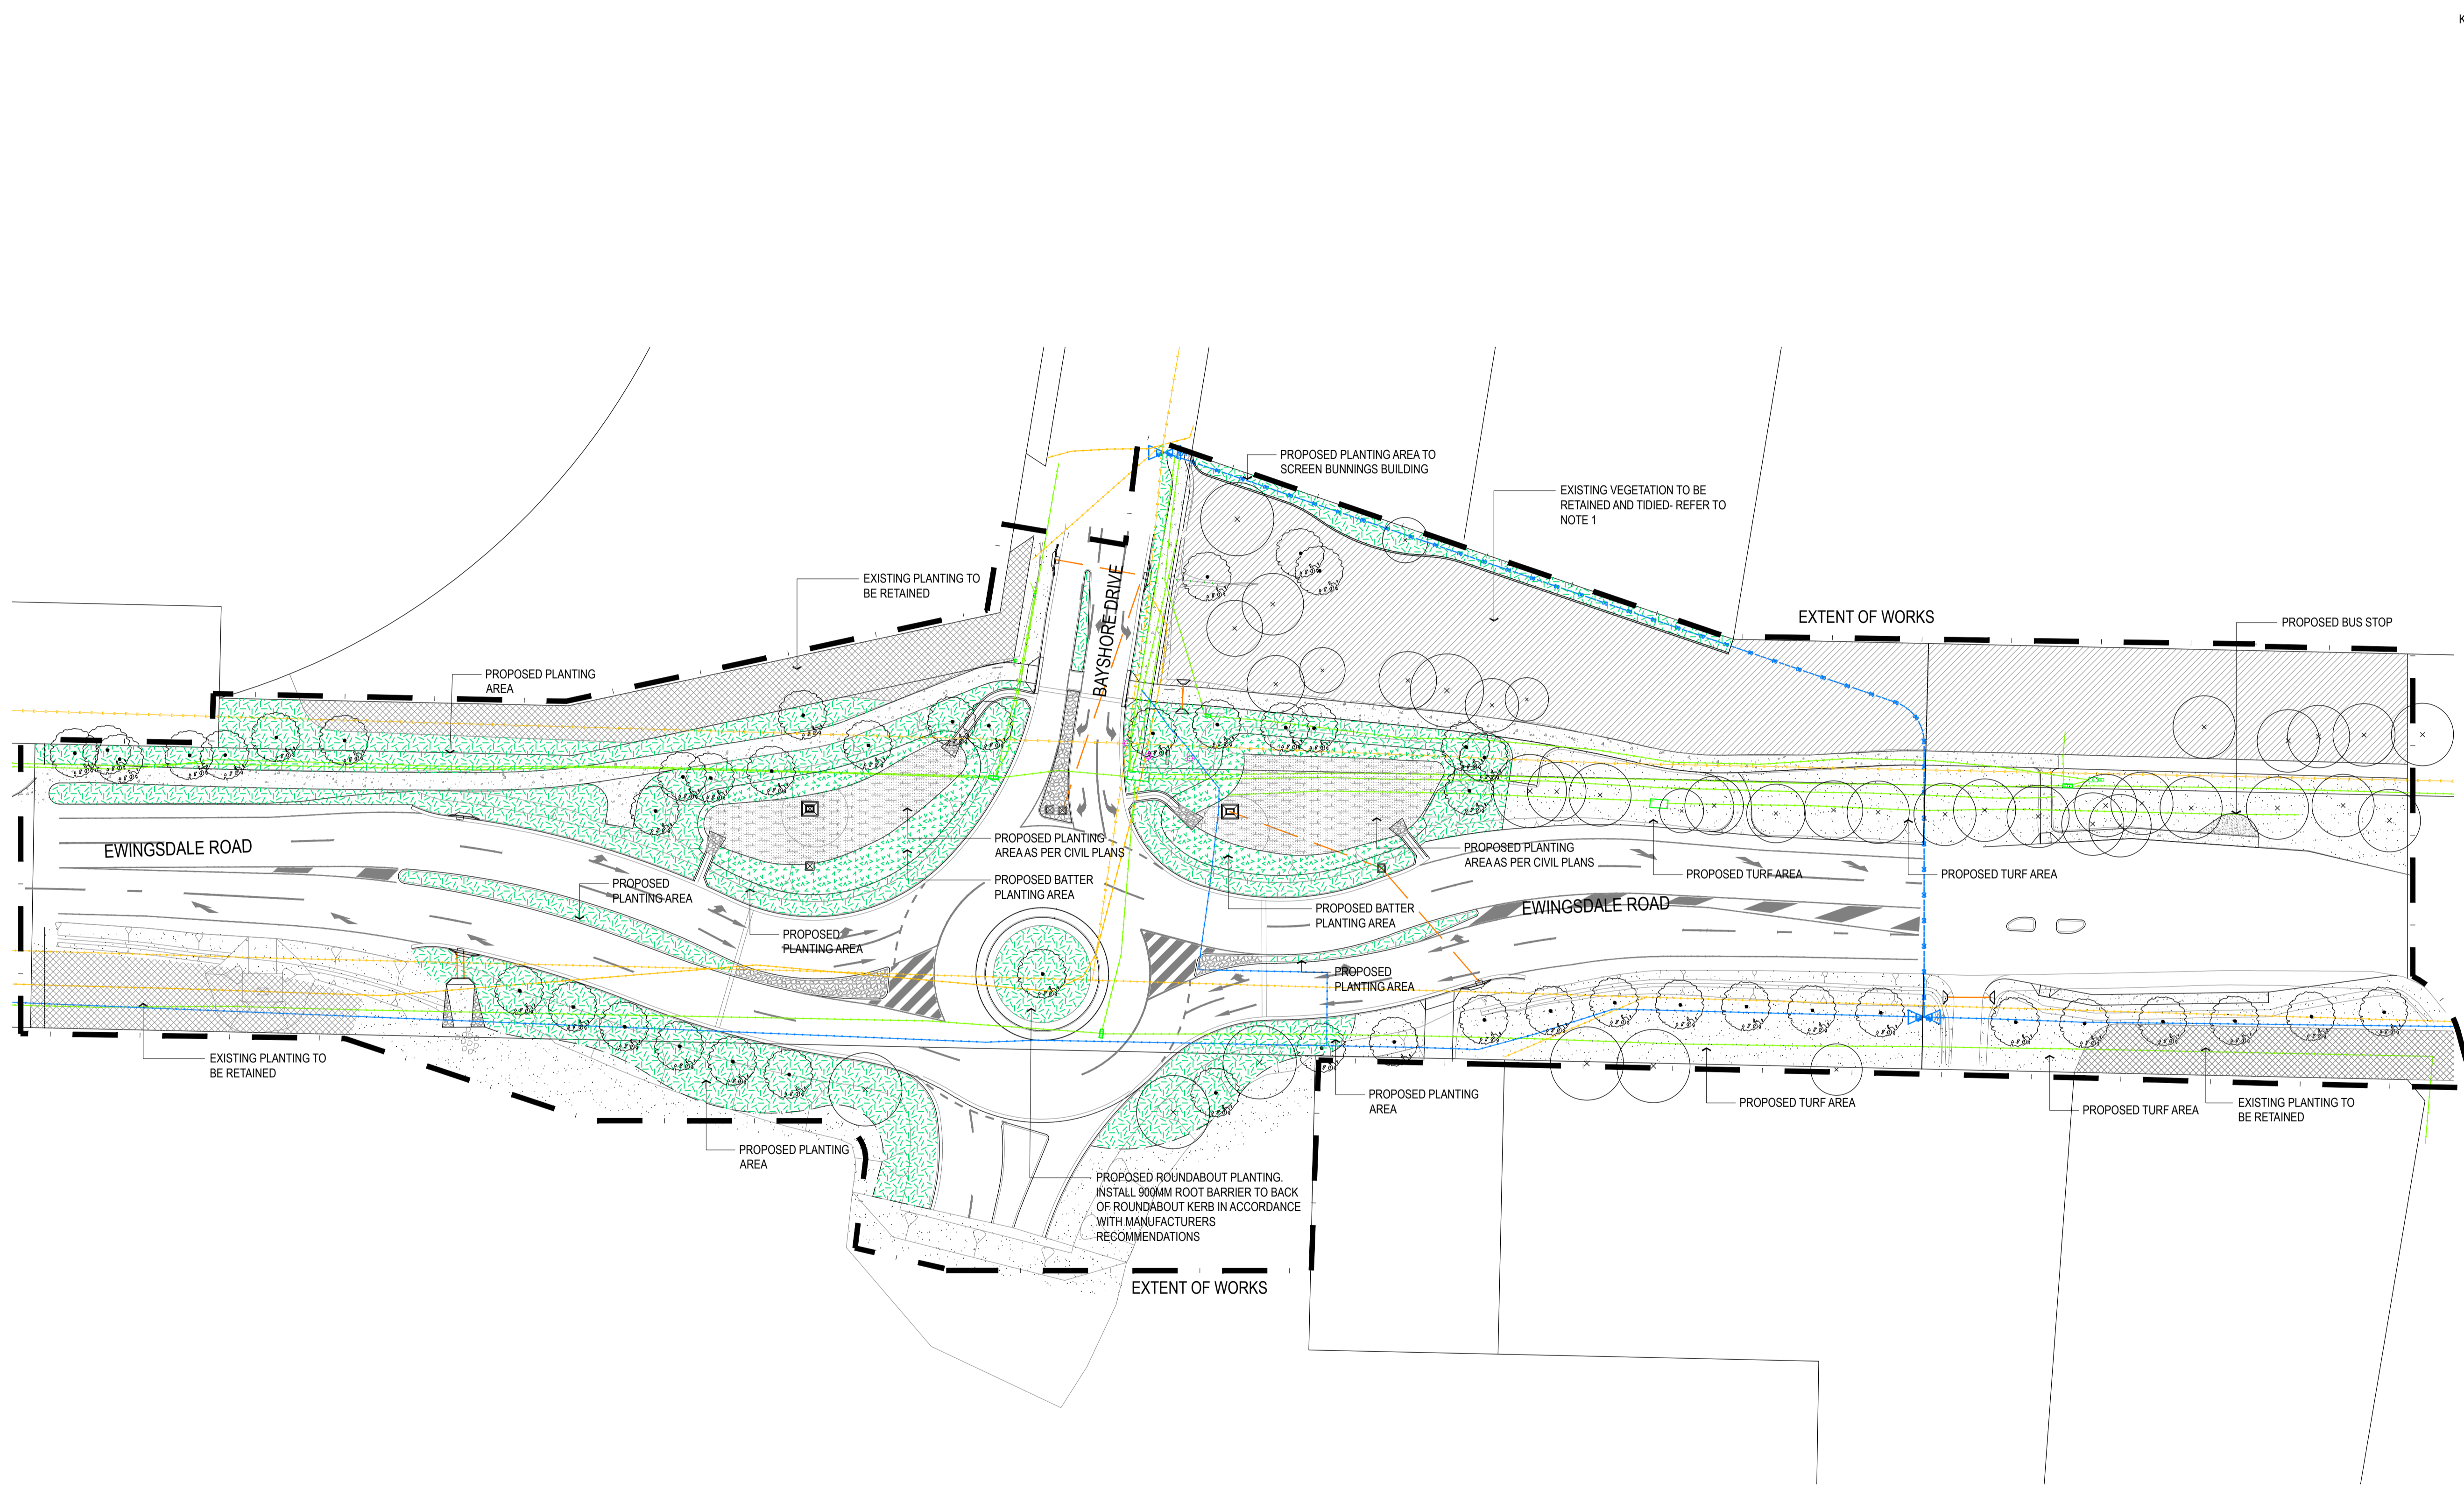 K
PROPOSED PLANTING AREA TO
SCREEN BUNNINGS BUILDING
EXISTING VEGETATION TO BE
RETAINED AND TIDIED- REFER TO
NOTE 1
EXISTING PLANTING TO
BE RETAINED
BAYSHORE DRIVE
EXTENT OF WORKS
PROPOSED BUS STOP
PROPOSED PLANTING
AREA
EWINGSDALE ROAD
PROPOSED PLANTING
AREA AS PER CIVIL PLANS
PROPOSED PLANTING
AREA AS PER CIVIL PLANS
PROPOSED TURF AREA
PROPOSED TURF AREA
PROPOSED
PLANTING AREA
PROPOSED BATTER
PLANTING AREA
PROPOSED BATTER
PLANTING AREA
EWINGSDALE ROAD
PROPOSED
PLANTING AREA
PROPOSED
PLANTING AREA
EXISTING PLANTING TO
BE RETAINED
PROPOSED PLANTING
AREA
PROPOSED TURF AREA
PROPOSED TURF AREA
EXISTING PLANTING TO
BE RETAINED
PROPOSED PLANTING
AREA
PROPOSED ROUNDABOUT PLANTING.
INSTALL 900MM ROOT BARRIER TO BACK
OF ROUNDABOUT KERB IN ACCORDANCE
WITH MANUFACTURERS
RECOMMENDATIONS
EXTENT OF WORKS